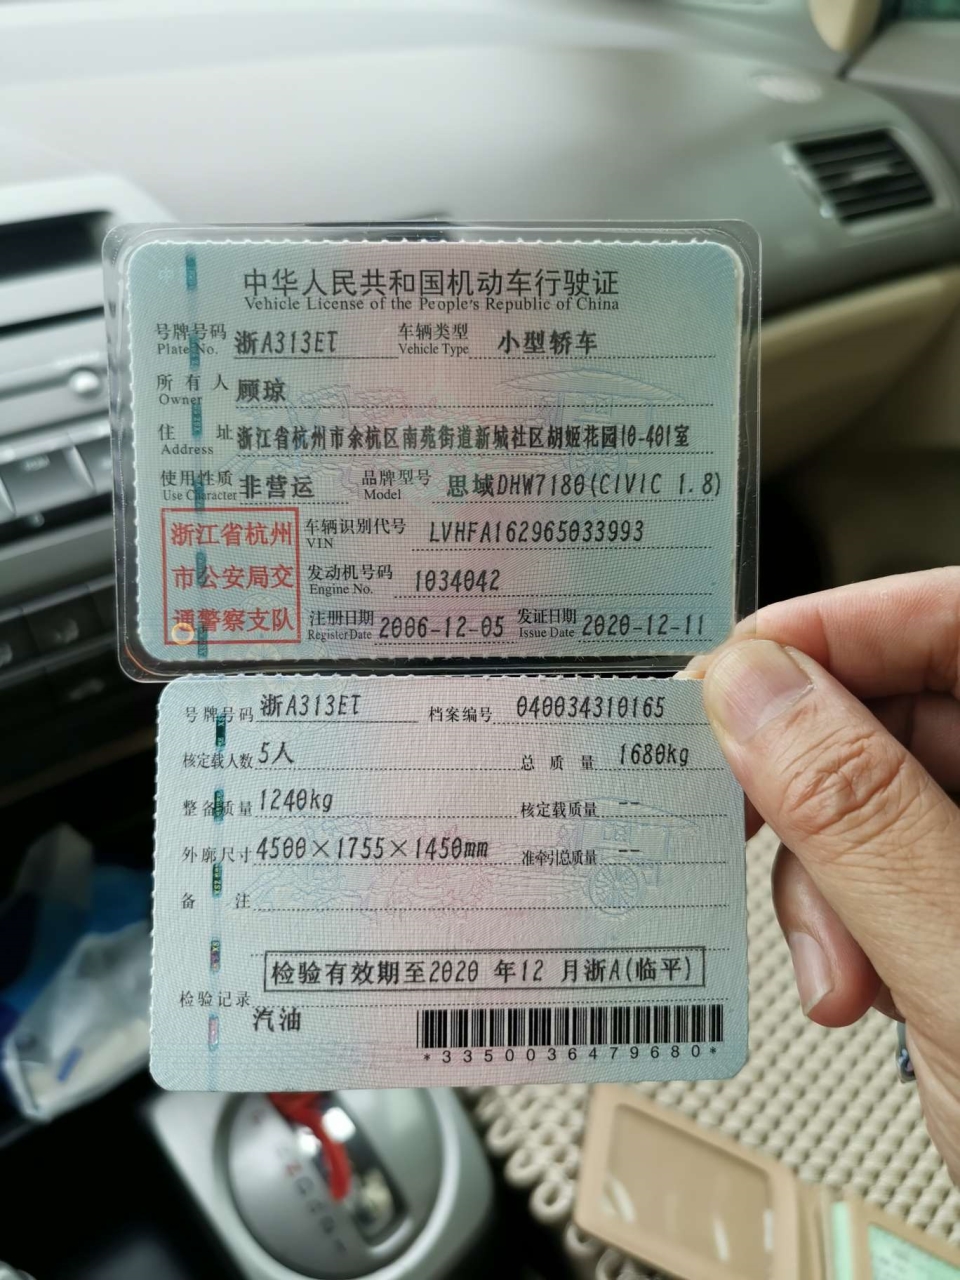 中华人民共和国机动车行驶证
Vehicle License of the People's Republic of China
号牌号码 浙A313ET 车辆类型 小型轿车
Plate No. Vehicle Type
所有人 顾琼
Owner
住址 浙江省杭州市余杭区南苑街道新城社区胡姬花园10-401室
Address
使用性质 非营运 品牌型号 思域DHW7180(CIVIC 1.8)
Use Character Model
浙江省杭州
市公安局交
通警察支队
车辆识别代号 LVHFA162965033993
VIN
发动机号码 1034042
Engine No.
注册日期 2006-12-05 发证日期 2020-12-11
Register Date Issue Date
号牌号码 浙A313ET 档案编号 040034310165
核定载人数 5人 总质量 1680kg
整备质量 1240kg 核定载质量 --
外廓尺寸 4500×1755×1450mm 准牵引总质量 --
备注
检验有效期至2020 年12 月浙A(临平)
检验记录
汽油
*3350036479680*